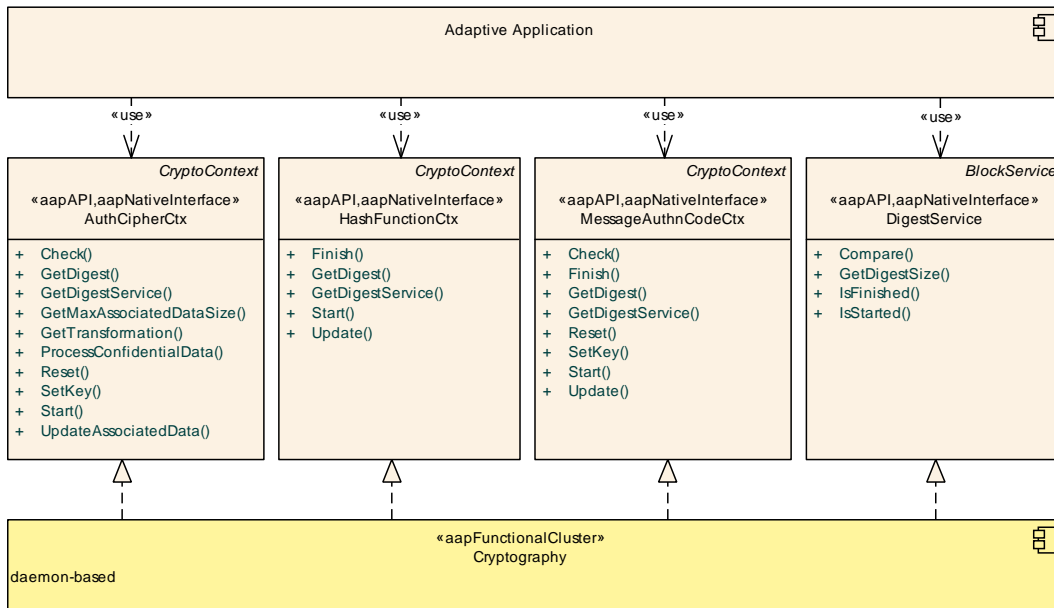 Adaptive Application
«use»
«use»
«use»
«use»
CryptoContext
«aapAPI,aapNativeInterface»
AuthCipherCtx
+ Check()
+ GetDigest()
+ GetDigestService()
+ GetMaxAssociatedDataSize()
+ GetTransformation()
+ ProcessConfidentialData()
+ Reset()
+ SetKey()
+ Start()
+ UpdateAssociatedData()
CryptoContext
«aapAPI,aapNativeInterface»
HashFunctionCtx
+ Finish()
+ GetDigest()
+ GetDigestService()
+ Start()
+ Update()
CryptoContext
«aapAPI,aapNativeInterface»
MessageAuthnCodeCtx
+ Check()
+ Finish()
+ GetDigest()
+ GetDigestService()
+ Reset()
+ SetKey()
+ Start()
+ Update()
BlockService
«aapAPI,aapNativeInterface»
DigestService
+ Compare()
+ GetDigestSize()
+ IsFinished()
+ IsStarted()
«aapFunctionalCluster»
Cryptography
daemon-based